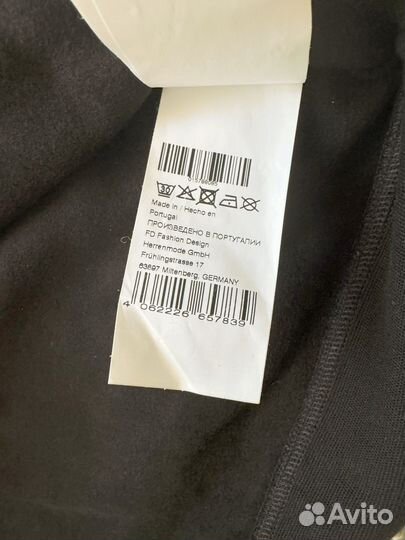 30
Made in / Hecho en
Portugal
ПРОИЗВЕДЕНО В ПОРТУГАЛИИ
FD Fashion Design
Herrenmode GmbH
Frühlingstrasse 17
63897 Miltenberg, GERMANY
4 062226 657839
Avito